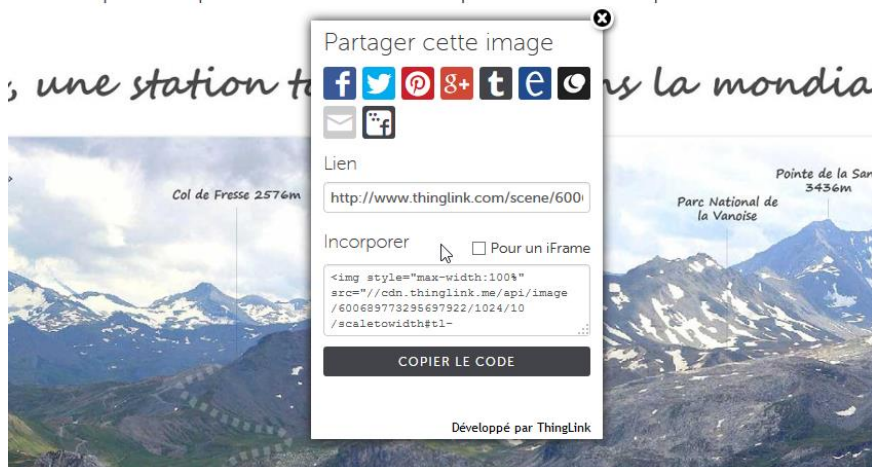 Partager cette image
, une station
ns la mondia
Lien
http://www.thinglink.com/scene/600
Incorporer
Pour un iFrame
<img style="max-width:100%"
src="//cdn.thinglink.me/api/image
/600689773295697922/1024/10
/scaletowidth#tl-
COPIER LE CODE
Développé par ThingLink
Col de Fresse 2576m
Parc National de
la Vanoise
Pointe de la San
3436m